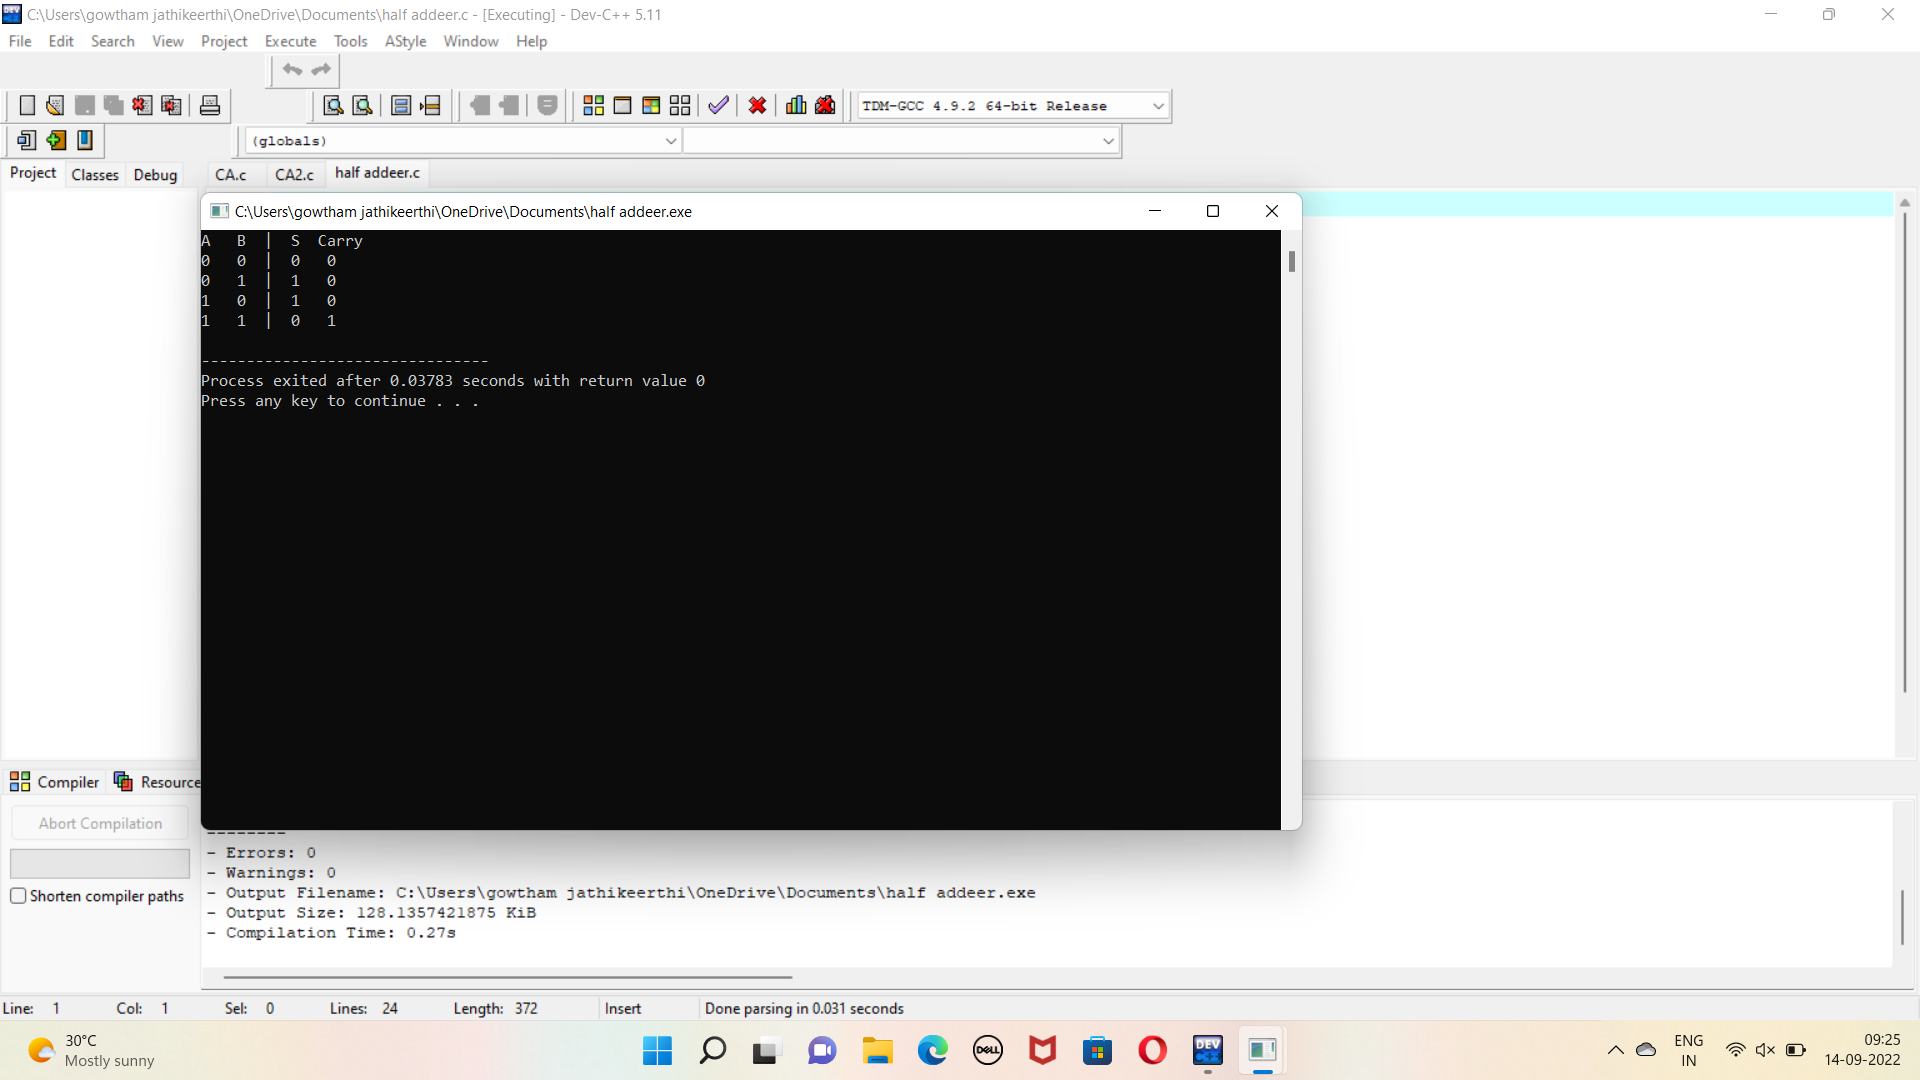 C:\Users\gowtham jathikeerthi\OneDrive\Documents\half addeer.c - [Executing] - Dev-C++ 5.11
File Edit Search View Project Execute Tools AStyle Window Help
TDM-GCC 4.9.2 64-bit Release
(globals)
Project Classes Debug CA.c CA2.c half addeer.c
C:\Users\gowtham jathikeerthi\OneDrive\Documents\half addeer.exe
A   B  |  S  Carry
0   0  |  0   0
0   1  |  1   0
1   0  |  1   0
1   1  |  0   1
--------------------------------
Process exited after 0.03783 seconds with return value 0
Press any key to continue . . .
Compiler Resource
Abort Compilation
Shorten compiler paths
--------
- Errors: 0
- Warnings: 0
- Output Filename: C:\Users\gowtham jathikeerthi\OneDrive\Documents\half addeer.exe
- Output Size: 128.1357421875 KiB
- Compilation Time: 0.27s
Line: 1 Col: 1 Sel: 0 Lines: 24 Length: 372 Insert Done parsing in 0.031 seconds
30°C
Mostly sunny
DELL
DEV C++
ENG
IN
09:25
14-09-2022